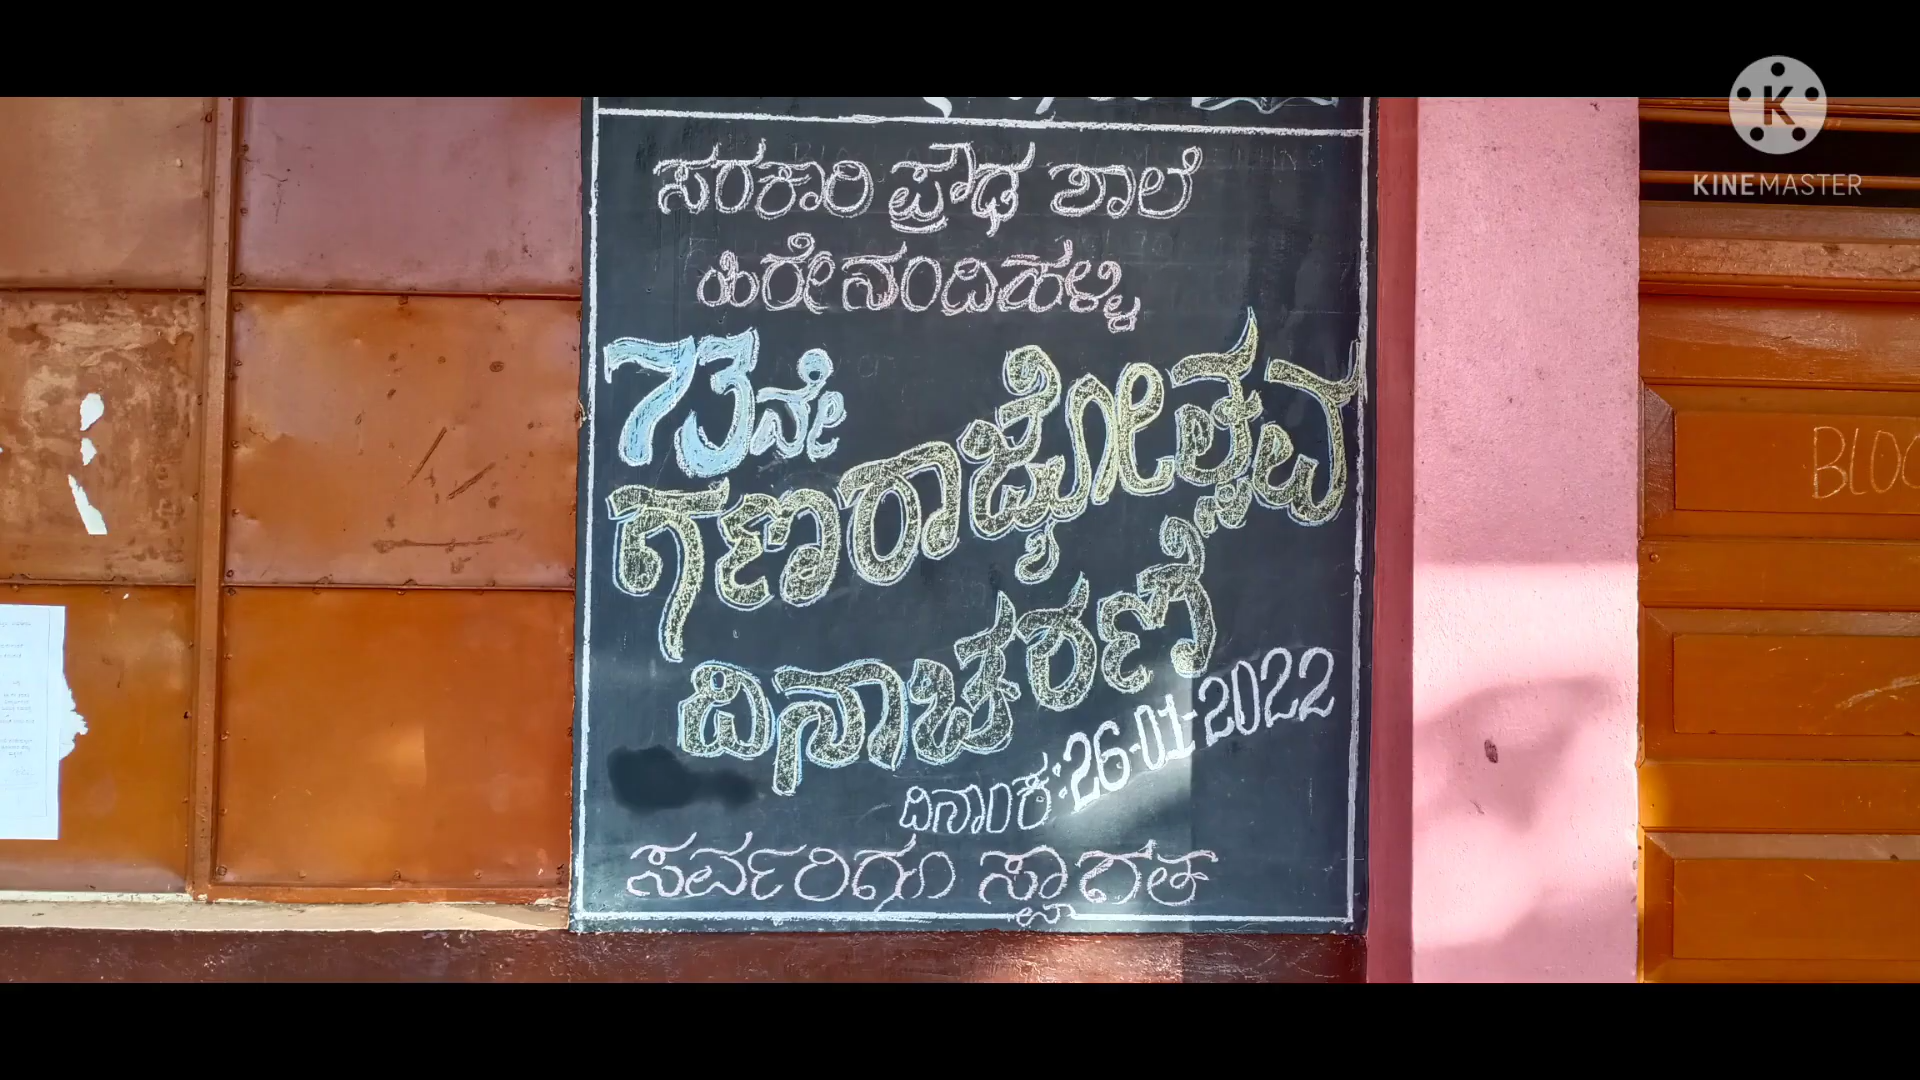 ಸರಕಾರಿ ಪ್ರೌಢ ಶಾಲೆ
ಹಿರೇನಂದಿಹಳ್ಳಿ
73ನೇ
ಗಣರಾಜ್ಯೋತ್ಸವ
ದಿನಾಚರಣೆ
ದಿನಾಂಕ:26-01-2022
ಸರ್ವರಿಗೂ ಸ್ವಾಗತ
KINEMASTER